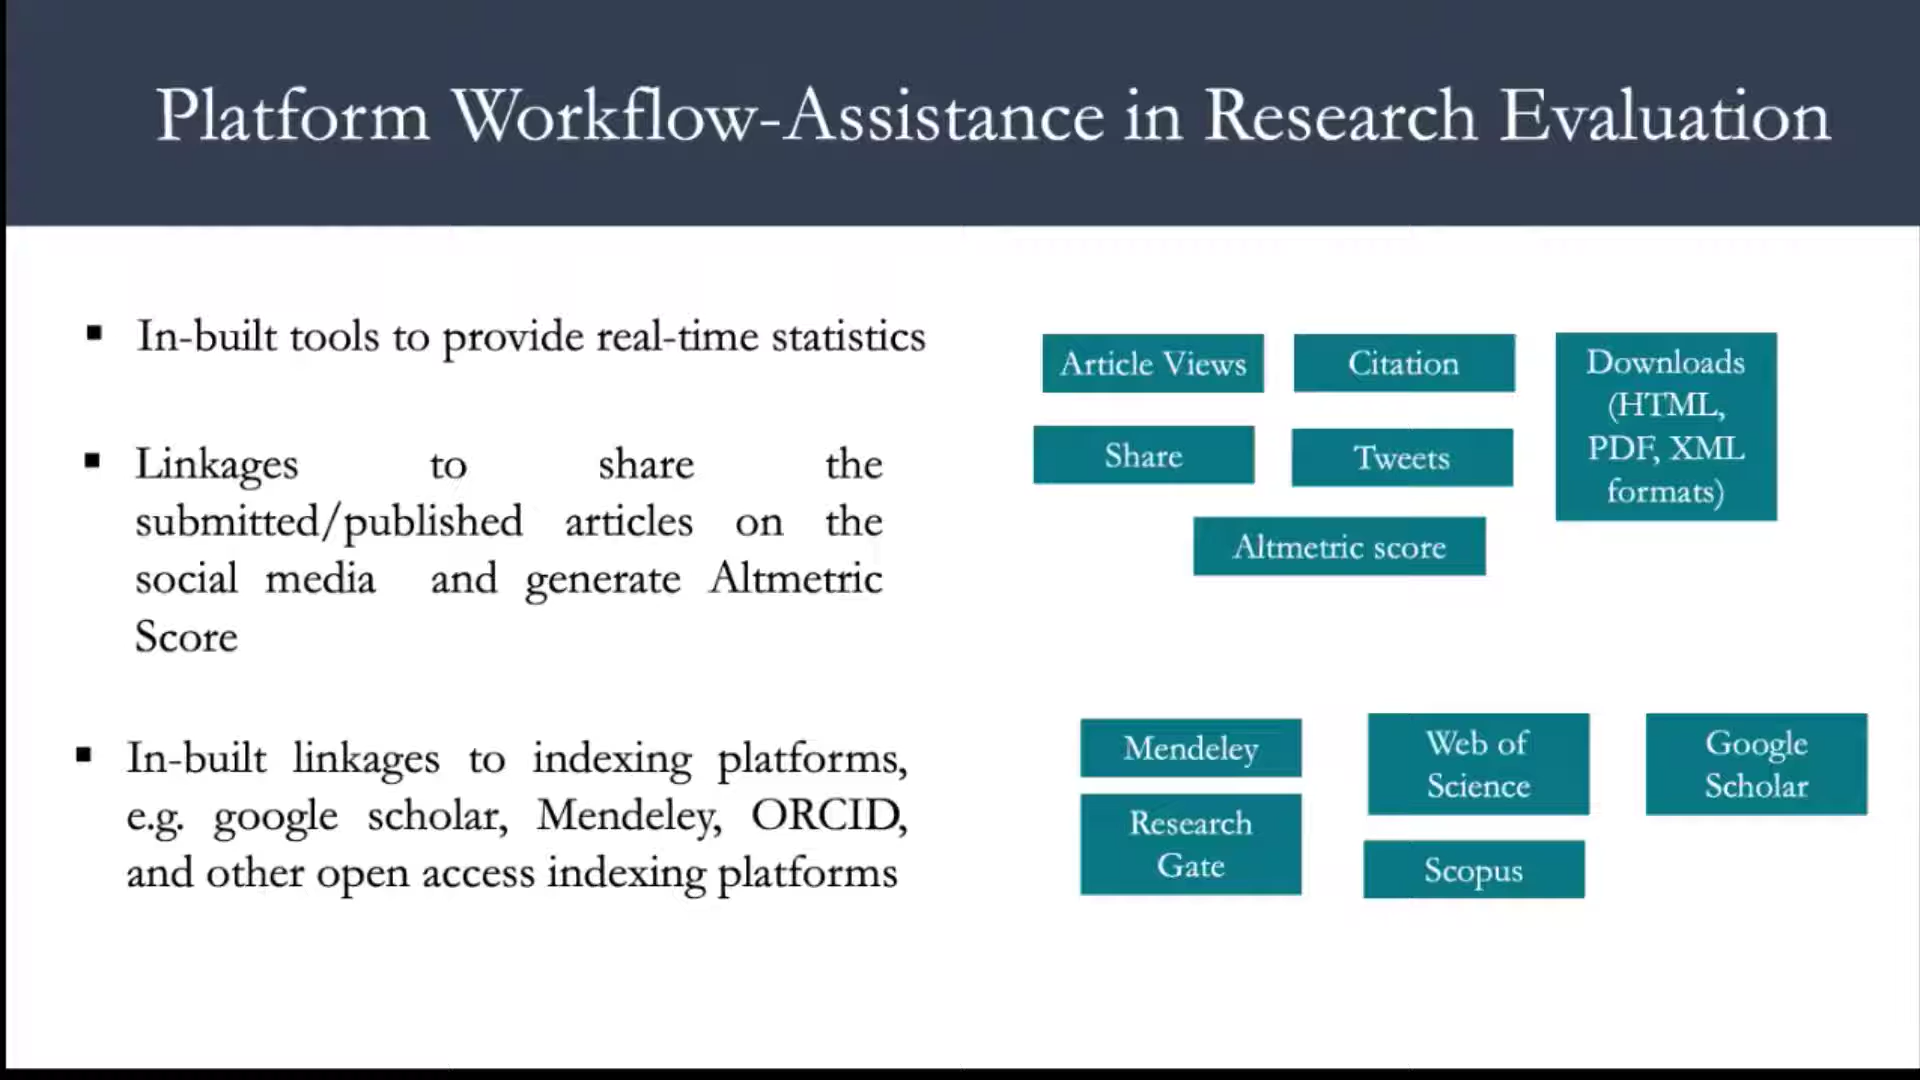 Platform Workflow-Assistance in Research Evaluation
▪ In-built tools to provide real-time statistics
▪ Linkages to share the
submitted/published articles on the
social media and generate Altmetric
Score
▪ In-built linkages to indexing platforms,
e.g. google scholar, Mendeley, ORCID,
and other open access indexing platforms
Article Views
Citation
Downloads
(HTML,
PDF, XML
formats)
Share
Tweets
Altmetric score
Mendeley
Web of
Science
Google
Scholar
Research
Gate
Scopus